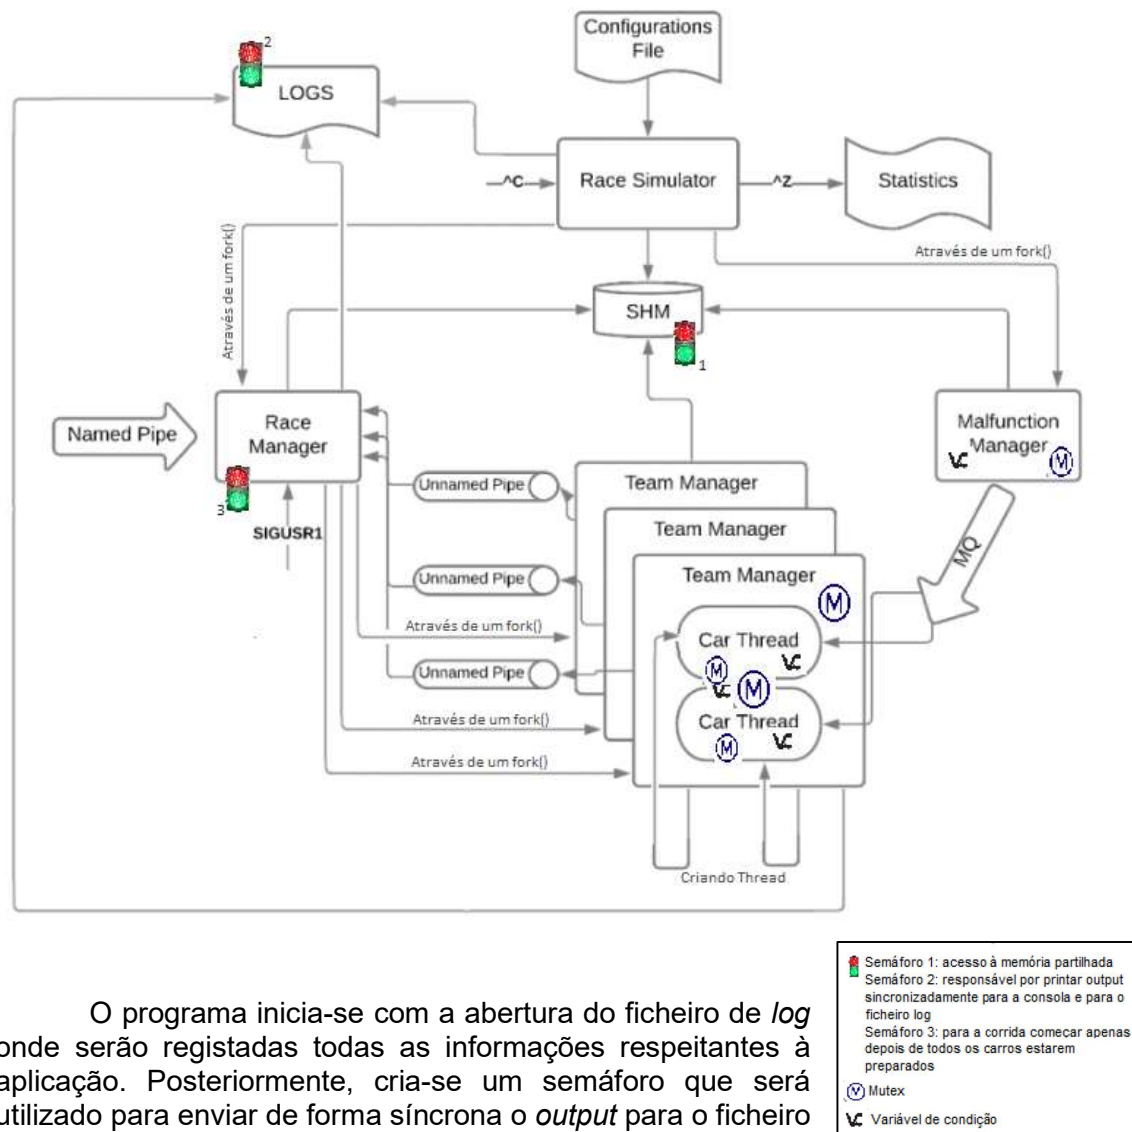 Configurations
File
2
LOGS
^C
Race Simulator
^Z
Statistics
Através de um fork()
Através de um fork()
SHM
1
Named Pipe
Race
Manager
3
SIGUSR1
Malfunction
Manager
VC
M
MQ
Unnamed Pipe
Team Manager
Team Manager
Unnamed Pipe
Team Manager
M
Através de um fork()
Car Thread
M
VC
Unnamed Pipe
VC
M
Através de um fork()
Car Thread
M
VC
Através de um fork()
Criando Thread
O programa inicia-se com a abertura do ficheiro de log
onde serão registadas todas as informações respeitantes à
aplicação. Posteriormente, cria-se um semáforo que será
utilizado para enviar de forma síncrona o output para o ficheiro
Semáforo 1: acesso à memória partilhada
Semáforo 2: responsável por printar output
sincronizadamente para a consola e para o
ficheiro log
Semáforo 3: para a corrida começar apenas
depois de todos os carros estarem
preparados
M Mutex
VC Variável de condição